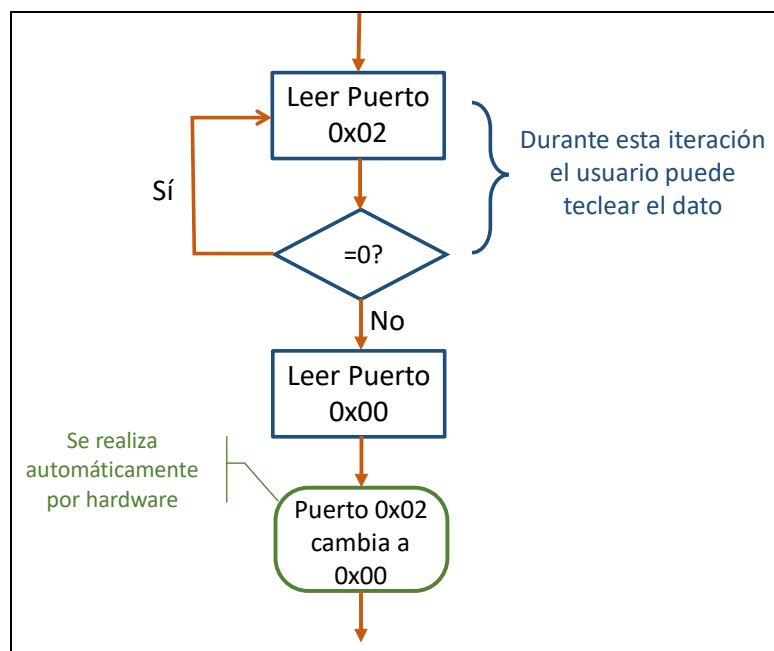 Leer Puerto
0x02
Durante esta iteración
el usuario puede
teclear el dato
Sí
=0?
No
Leer Puerto
0x00
Se realiza
automáticamente
por hardware
Puerto 0x02
cambia a
0x00